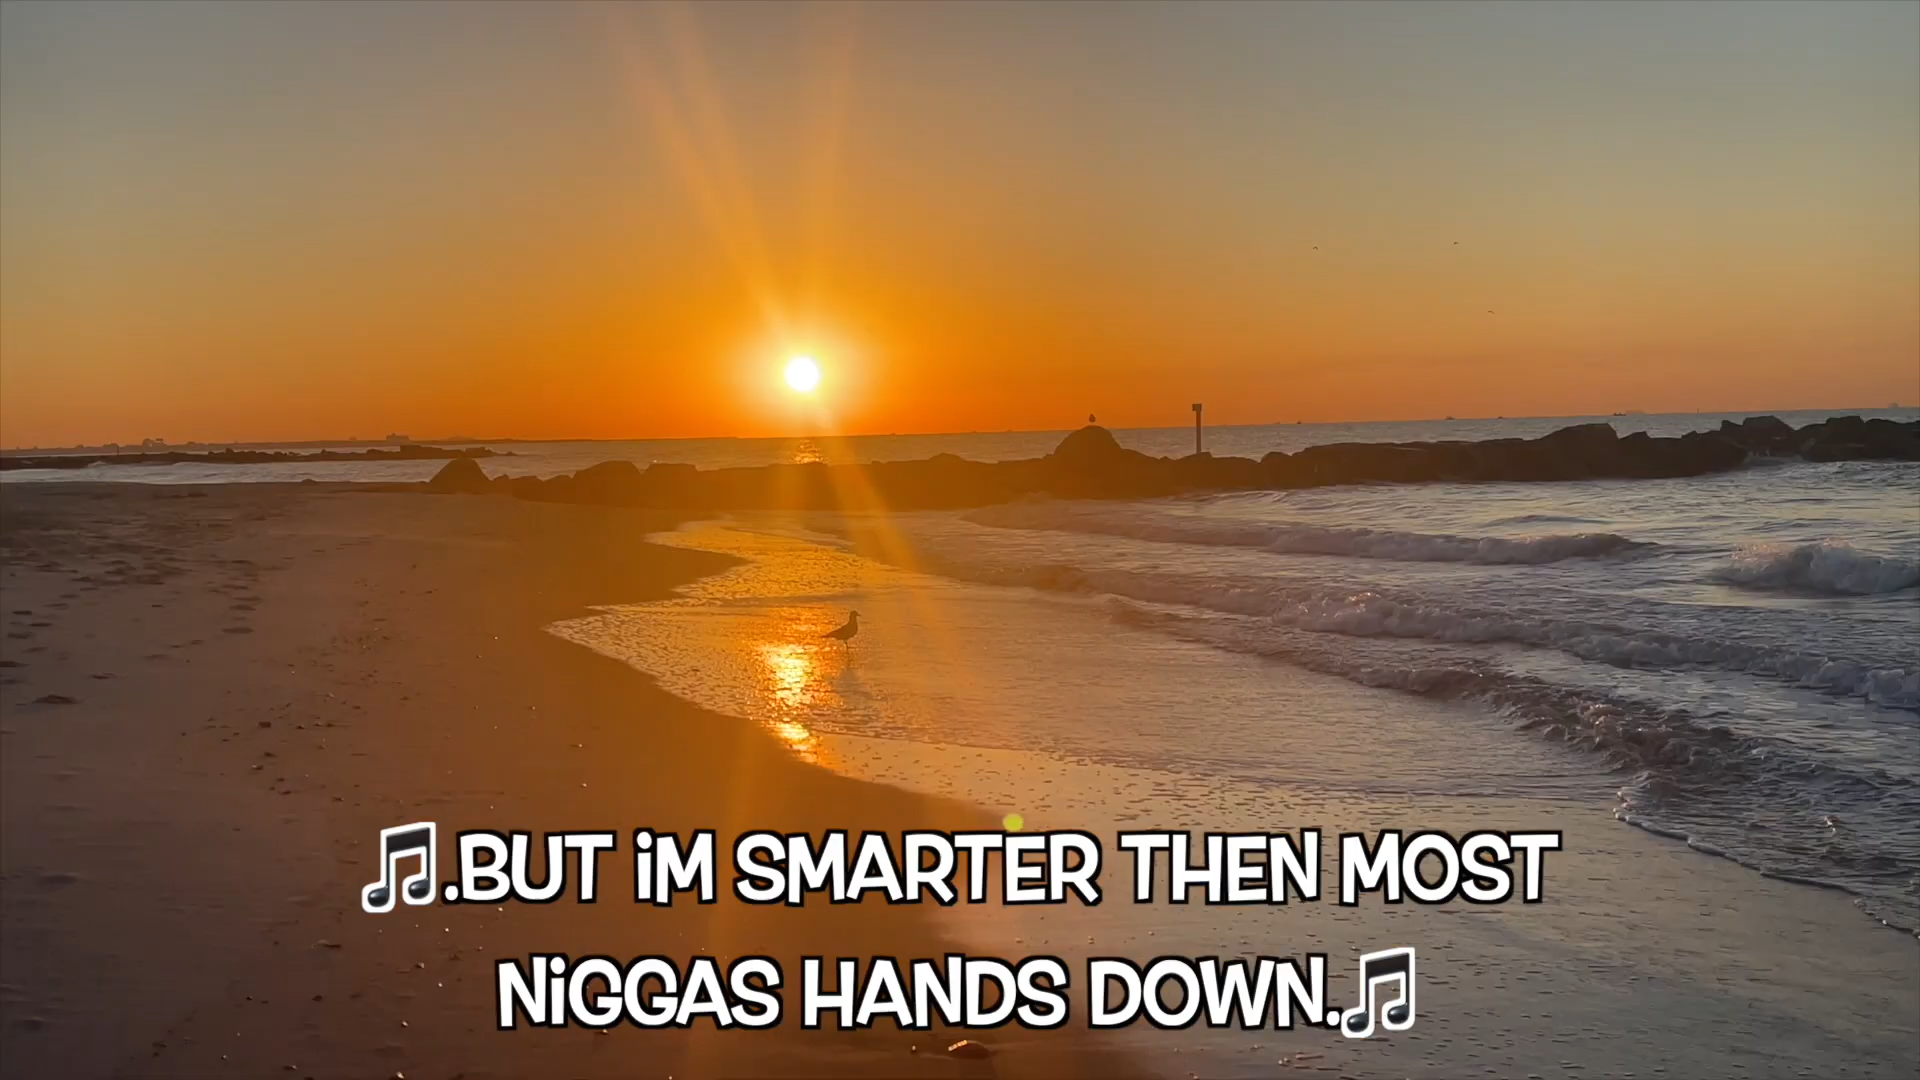 🎵.BUT iM SMARTER THEN MOST
NiGGAS HANDS DOWN.🎵